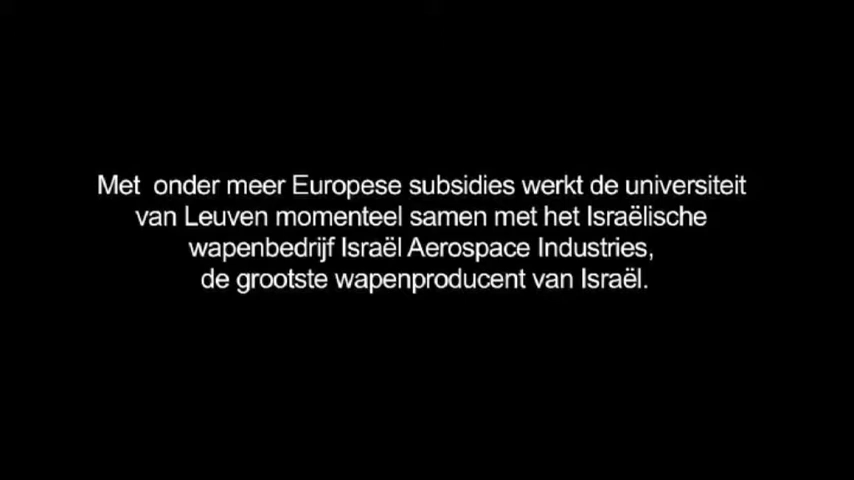 Met onder meer Europese subsidies werkt de universiteit
van Leuven momenteel samen met het Israëlische
wapenbedrijf Israël Aerospace Industries,
de grootste wapenproducent van Israël.